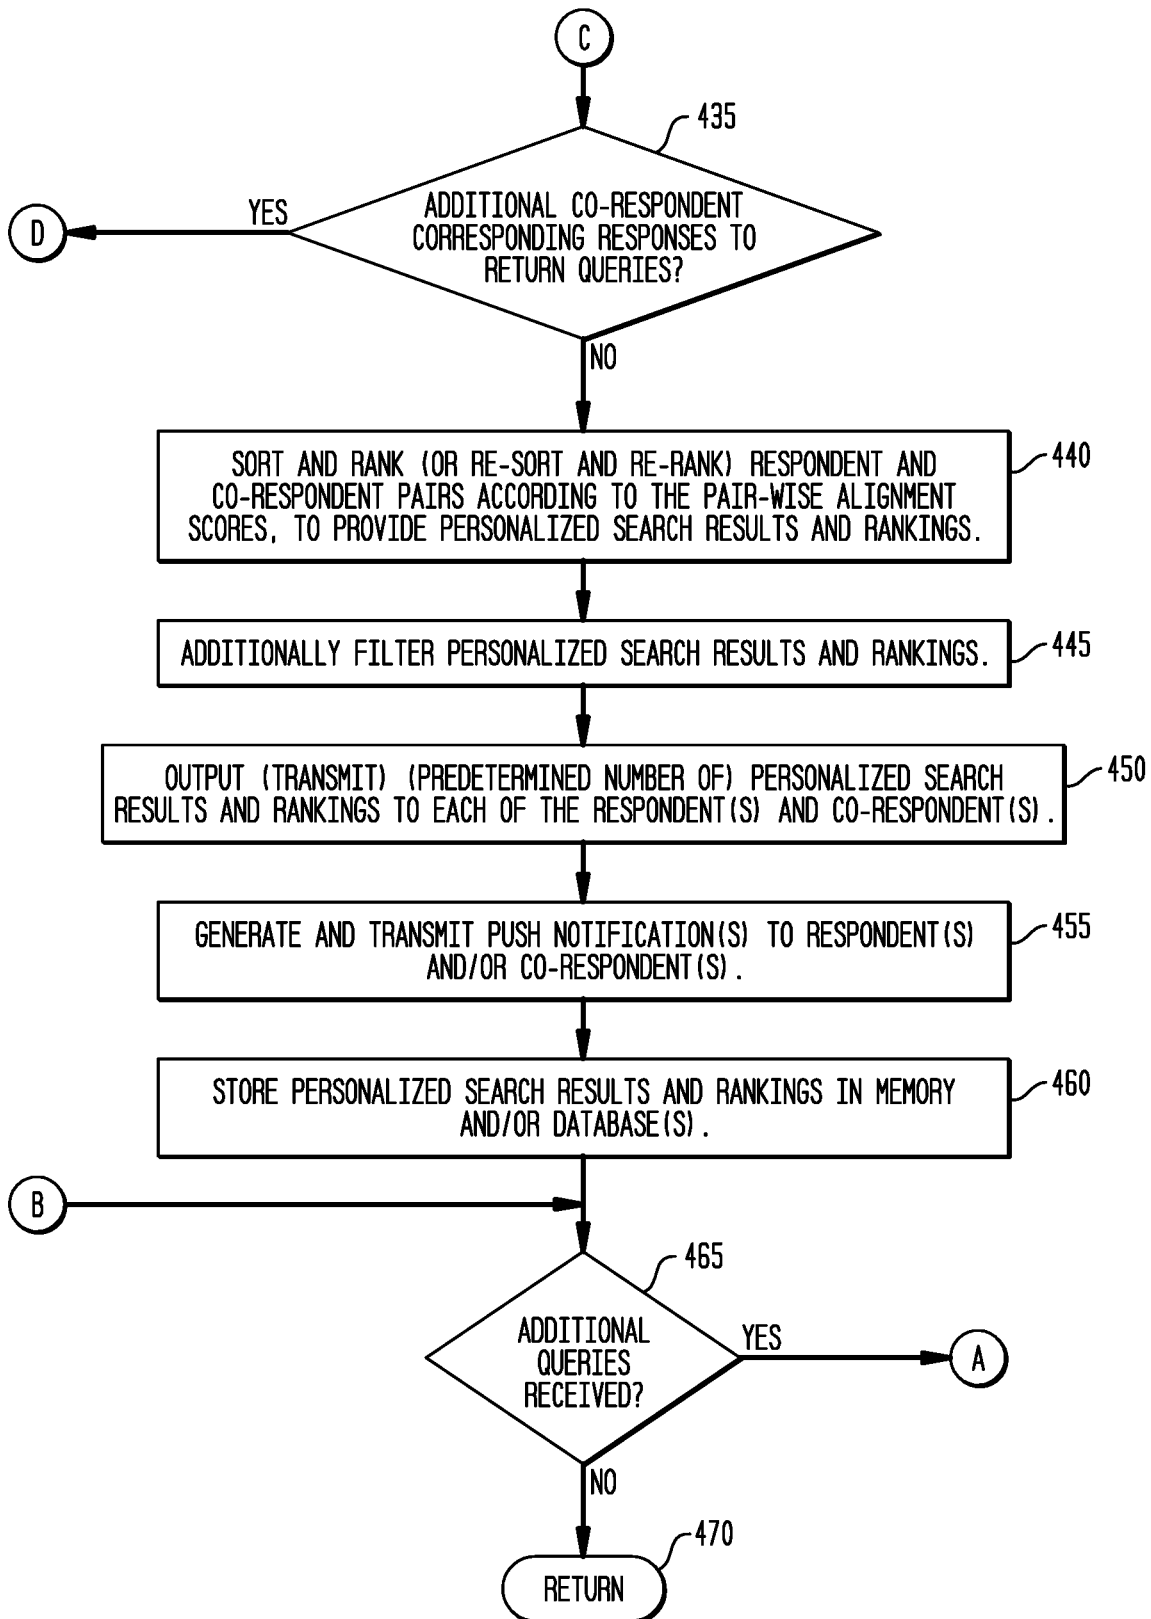 C
435
ADDITIONAL CO-RESPONDENT
CORRESPONDING RESPONSES TO
RETURN QUERIES?
YES
D
NO
SORT AND RANK (OR RE-SORT AND RE-RANK) RESPONDENT AND
CO-RESPONDENT PAIRS ACCORDING TO THE PAIR-WISE ALIGNMENT
SCORES, TO PROVIDE PERSONALIZED SEARCH RESULTS AND RANKINGS.
440
ADDITIONALLY FILTER PERSONALIZED SEARCH RESULTS AND RANKINGS.
445
OUTPUT (TRANSMIT) (PREDETERMINED NUMBER OF) PERSONALIZED SEARCH
RESULTS AND RANKINGS TO EACH OF THE RESPONDENT(S) AND CO-RESPONDENT(S).
450
GENERATE AND TRANSMIT PUSH NOTIFICATION(S) TO RESPONDENT(S)
AND/OR CO-RESPONDENT(S).
455
STORE PERSONALIZED SEARCH RESULTS AND RANKINGS IN MEMORY
AND/OR DATABASE(S).
460
B
465
ADDITIONAL
QUERIES
RECEIVED?
YES
A
NO
470
RETURN